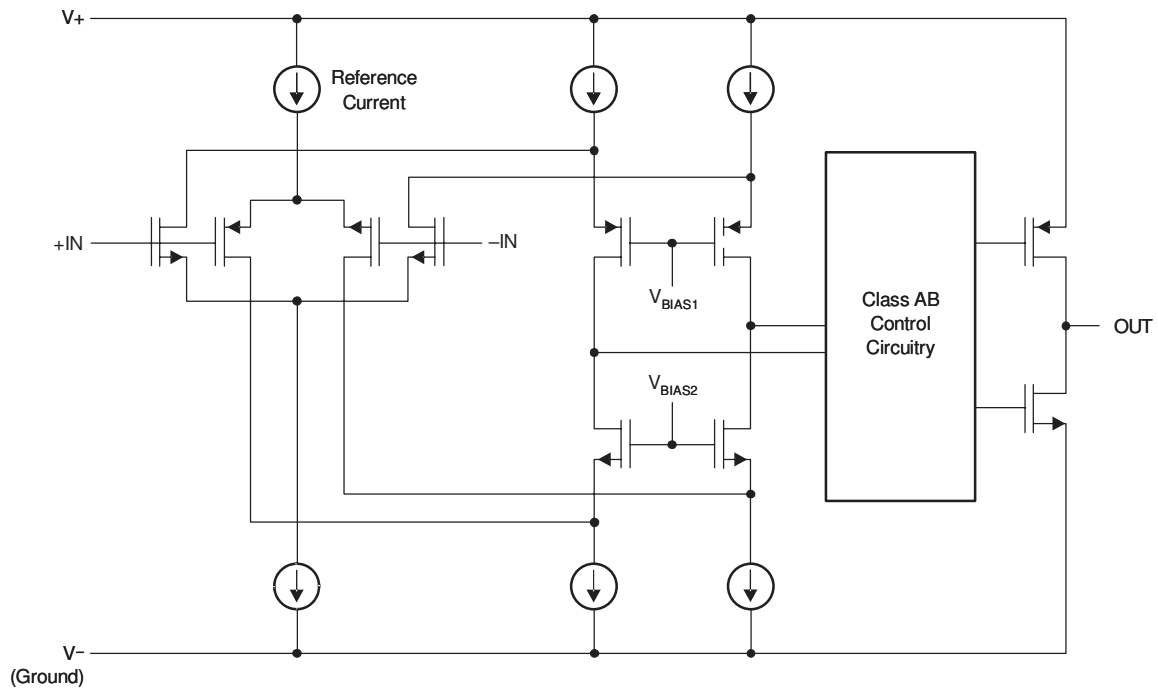 V+
Reference
Current
+IN
–IN
VBIAS1
Class AB
Control
Circuitry
OUT
VBIAS2
V–
(Ground)